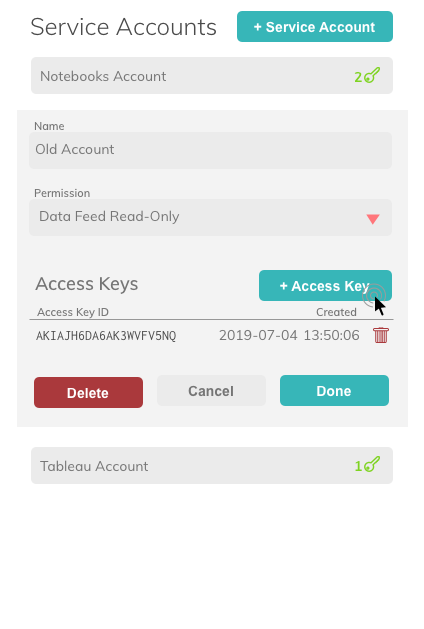 Service Accounts
+ Service Account
Notebooks Account
2
Name
Old Account
Permission
Data Feed Read-Only
Access Keys
+ Access Key
Access Key ID
Created
AKIAJH6DA6AK3WVFV5NQ
2019-07-04 13:50:06
Delete
Cancel
Done
Tableau Account
1